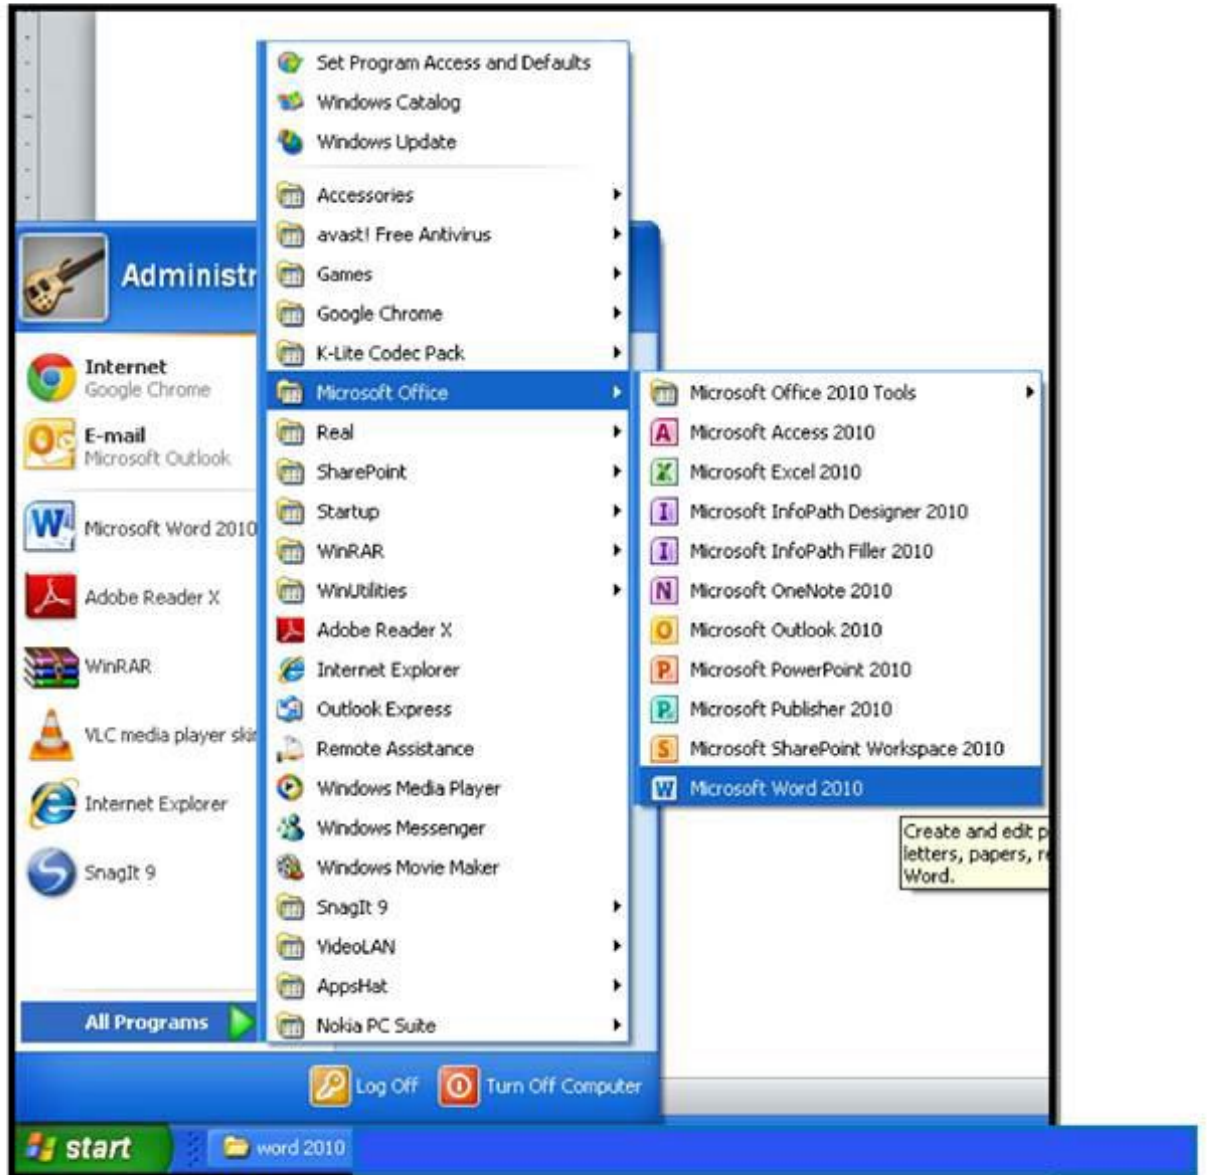 Set Program Access and Defaults
Windows Catalog
Windows Update
Accessories
avast! Free Antivirus
Games
Google Chrome
K-Lite Codec Pack
Microsoft Office
Real
SharePoint
Startup
WinRAR
WinUtilities
Adobe Reader X
Internet Explorer
Outlook Express
Remote Assistance
Windows Media Player
Windows Messenger
Windows Movie Maker
SnagIt 9
VideoLAN
AppsHat
Nokia PC Suite
Administr
Internet
Google Chrome
E-mail
Microsoft Outlook
Microsoft Word 2010
Adobe Reader X
WinRAR
VLC media player skin
Internet Explorer
SnagIt 9
All Programs
Microsoft Office 2010 Tools
Microsoft Access 2010
Microsoft Excel 2010
Microsoft InfoPath Designer 2010
Microsoft InfoPath Filler 2010
Microsoft OneNote 2010
Microsoft Outlook 2010
Microsoft PowerPoint 2010
Microsoft Publisher 2010
Microsoft SharePoint Workspace 2010
Microsoft Word 2010
Create and edit p
letters, papers, re
Word.
Log Off
Turn Off Computer
start
word 2010